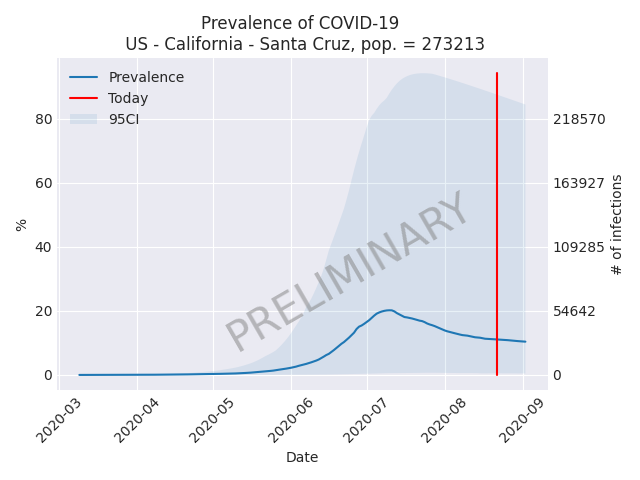 Prevalence of COVID-19
US - California - Santa Cruz, pop. = 273213
Prevalence
Today
95CI
%
80
60
40
20
0
218570
163927
109285
54642
0
# of infections
PRELIMINARY
2020-03
2020-04
2020-05
2020-06
2020-07
2020-08
2020-09
Date